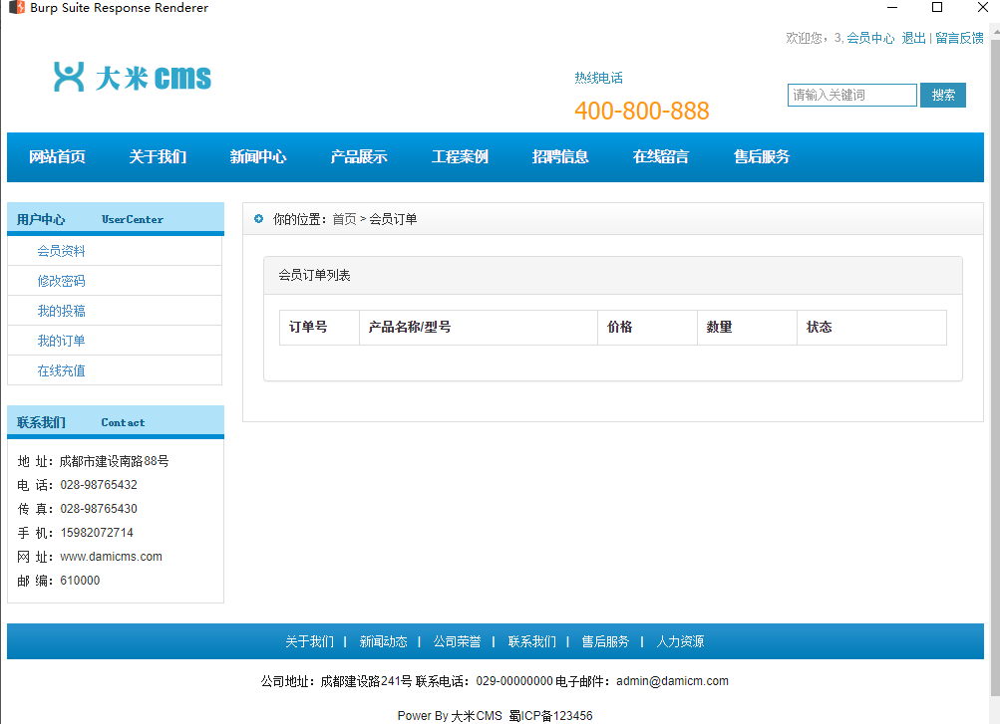 Burp Suite Response Renderer
欢迎您，3, 会员中心 退出 | 留言反馈
大米cms
热线电话
400-800-888
请输入关键词 搜索
网站首页 关于我们 新闻中心 产品展示 工程案例 招聘信息 在线留言 售后服务
用户中心 UserCenter
会员资料
修改密码
我的投稿
我的订单
在线充值
你的位置：首页 > 会员订单
会员订单列表
订单号 产品名称/型号 价格 数量 状态
联系我们 Contact
地 址：成都市建设南路88号
电 话：028-98765432
传 真：028-98765430
手 机：15982072714
网 址：www.damicms.com
邮 编：610000
关于我们 | 新闻动态 | 公司荣誉 | 联系我们 | 售后服务 | 人力资源
公司地址：成都建设路241号 联系电话：029-00000000 电子邮件：admin@damicm.com
Power By 大米CMS 蜀ICP备123456